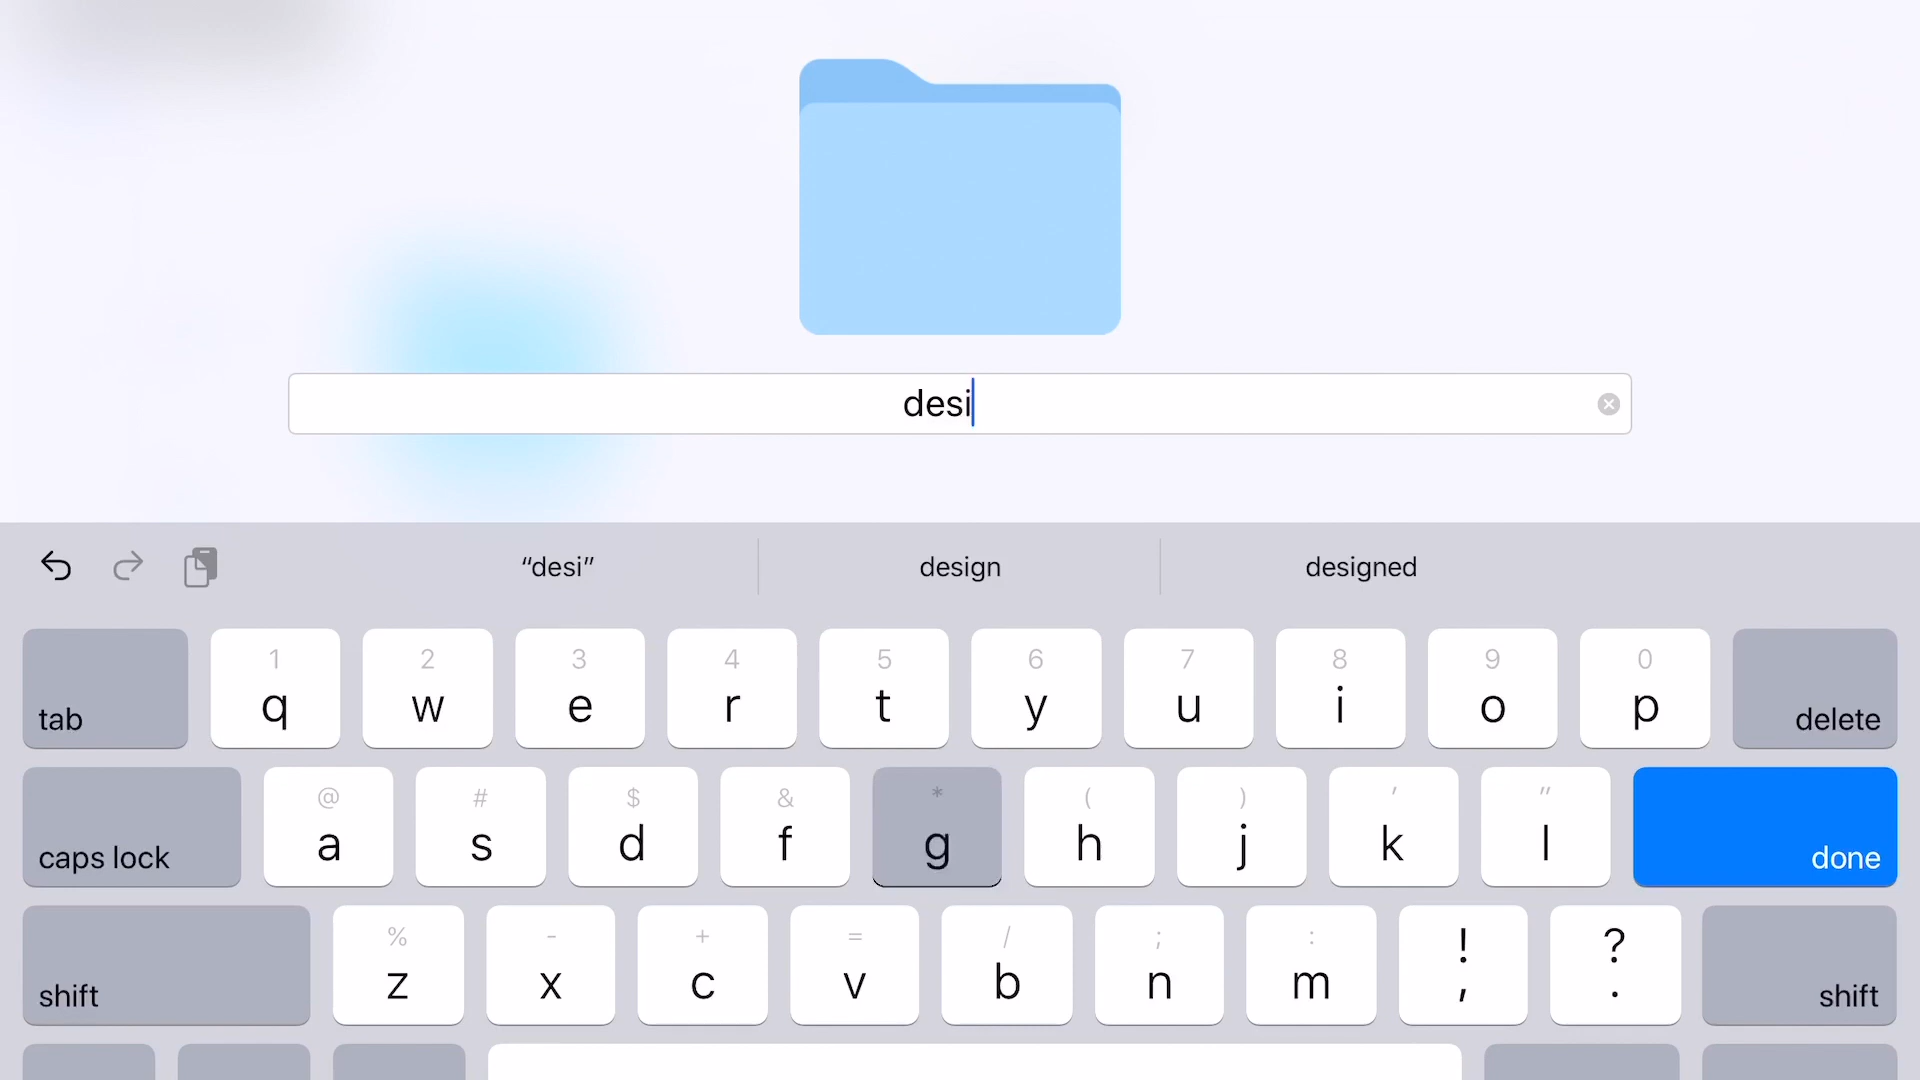 desi
“desi” design designed
1 2 3 4 5 6 7 8 9 0
tab q w e r t y u i o p delete
@ # $ & * ( ) ' "
caps lock a s d f g h j k l done
% - + = / ; : ! ?
shift z x c v b n m , . shift